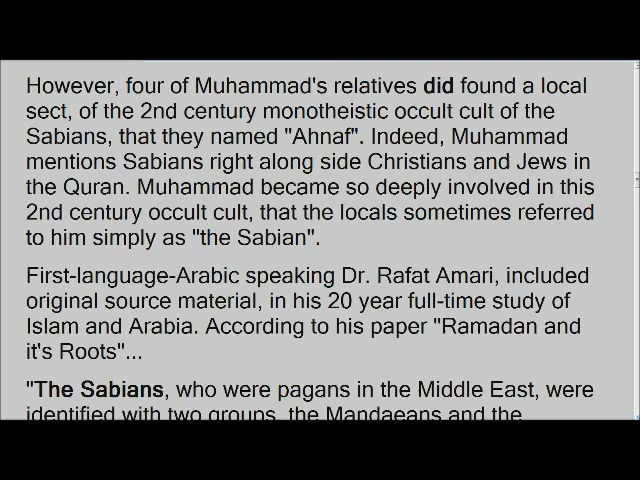 However, four of Muhammad's relatives did found a local
sect, of the 2nd century monotheistic occult cult of the
Sabians, that they named "Ahnaf". Indeed, Muhammad
mentions Sabians right along side Christians and Jews in
the Quran. Muhammad became so deeply involved in this
2nd century occult cult, that the locals sometimes referred
to him simply as "the Sabian".
First-language-Arabic speaking Dr. Rafat Amari, included
original source material, in his 20 year full-time study of
Islam and Arabia. According to his paper "Ramadan and
it's Roots"...
"The Sabians, who were pagans in the Middle East, were
identified with two groups, the Mandaeans and the